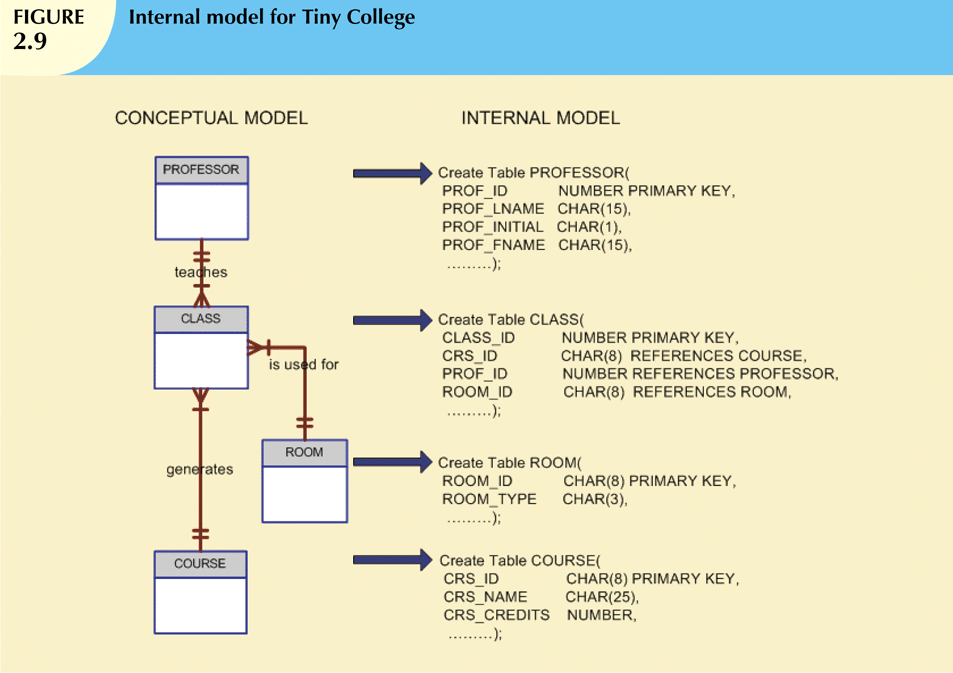 FIGURE 2.9
Internal model for Tiny College
CONCEPTUAL MODEL
INTERNAL MODEL
PROFESSOR
teaches
CLASS
is used for
ROOM
generates
COURSE
Create Table PROFESSOR(
PROF_ID NUMBER PRIMARY KEY,
PROF_LNAME CHAR(15),
PROF_INITIAL CHAR(1),
PROF_FNAME CHAR(15),
.........);
Create Table CLASS(
CLASS_ID NUMBER PRIMARY KEY,
CRS_ID CHAR(8) REFERENCES COURSE,
PROF_ID NUMBER REFERENCES PROFESSOR,
ROOM_ID CHAR(8) REFERENCES ROOM,
.........);
Create Table ROOM(
ROOM_ID CHAR(8) PRIMARY KEY,
ROOM_TYPE CHAR(3),
.........);
Create Table COURSE(
CRS_ID CHAR(8) PRIMARY KEY,
CRS_NAME CHAR(25),
CRS_CREDITS NUMBER,
.........);